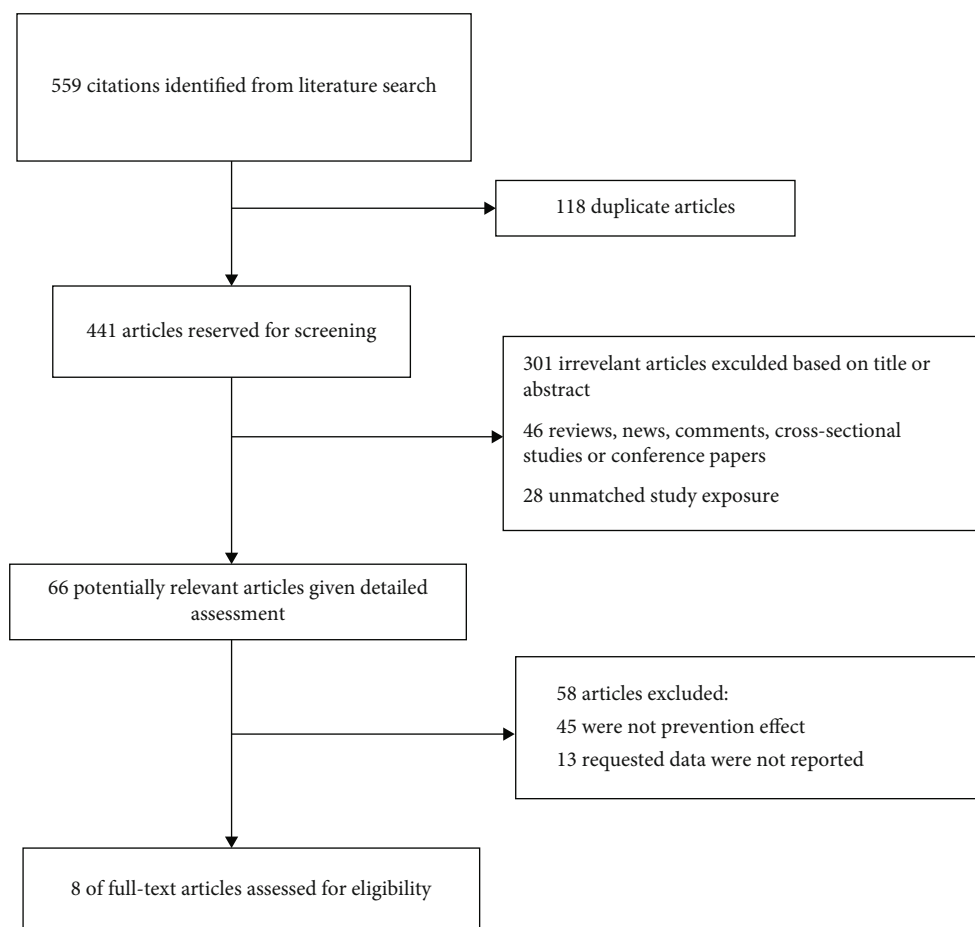 559 citations identified from literature search
118 duplicate articles
441 articles reserved for screening
301 irrevelant articles exculded based on title or
abstract
46 reviews, news, comments, cross-sectional
studies or conference papers
28 unmatched study exposure
66 potentially relevant articles given detailed
assessment
58 articles excluded:
45 were not prevention effect
13 requested data were not reported
8 of full-text articles assessed for eligibility